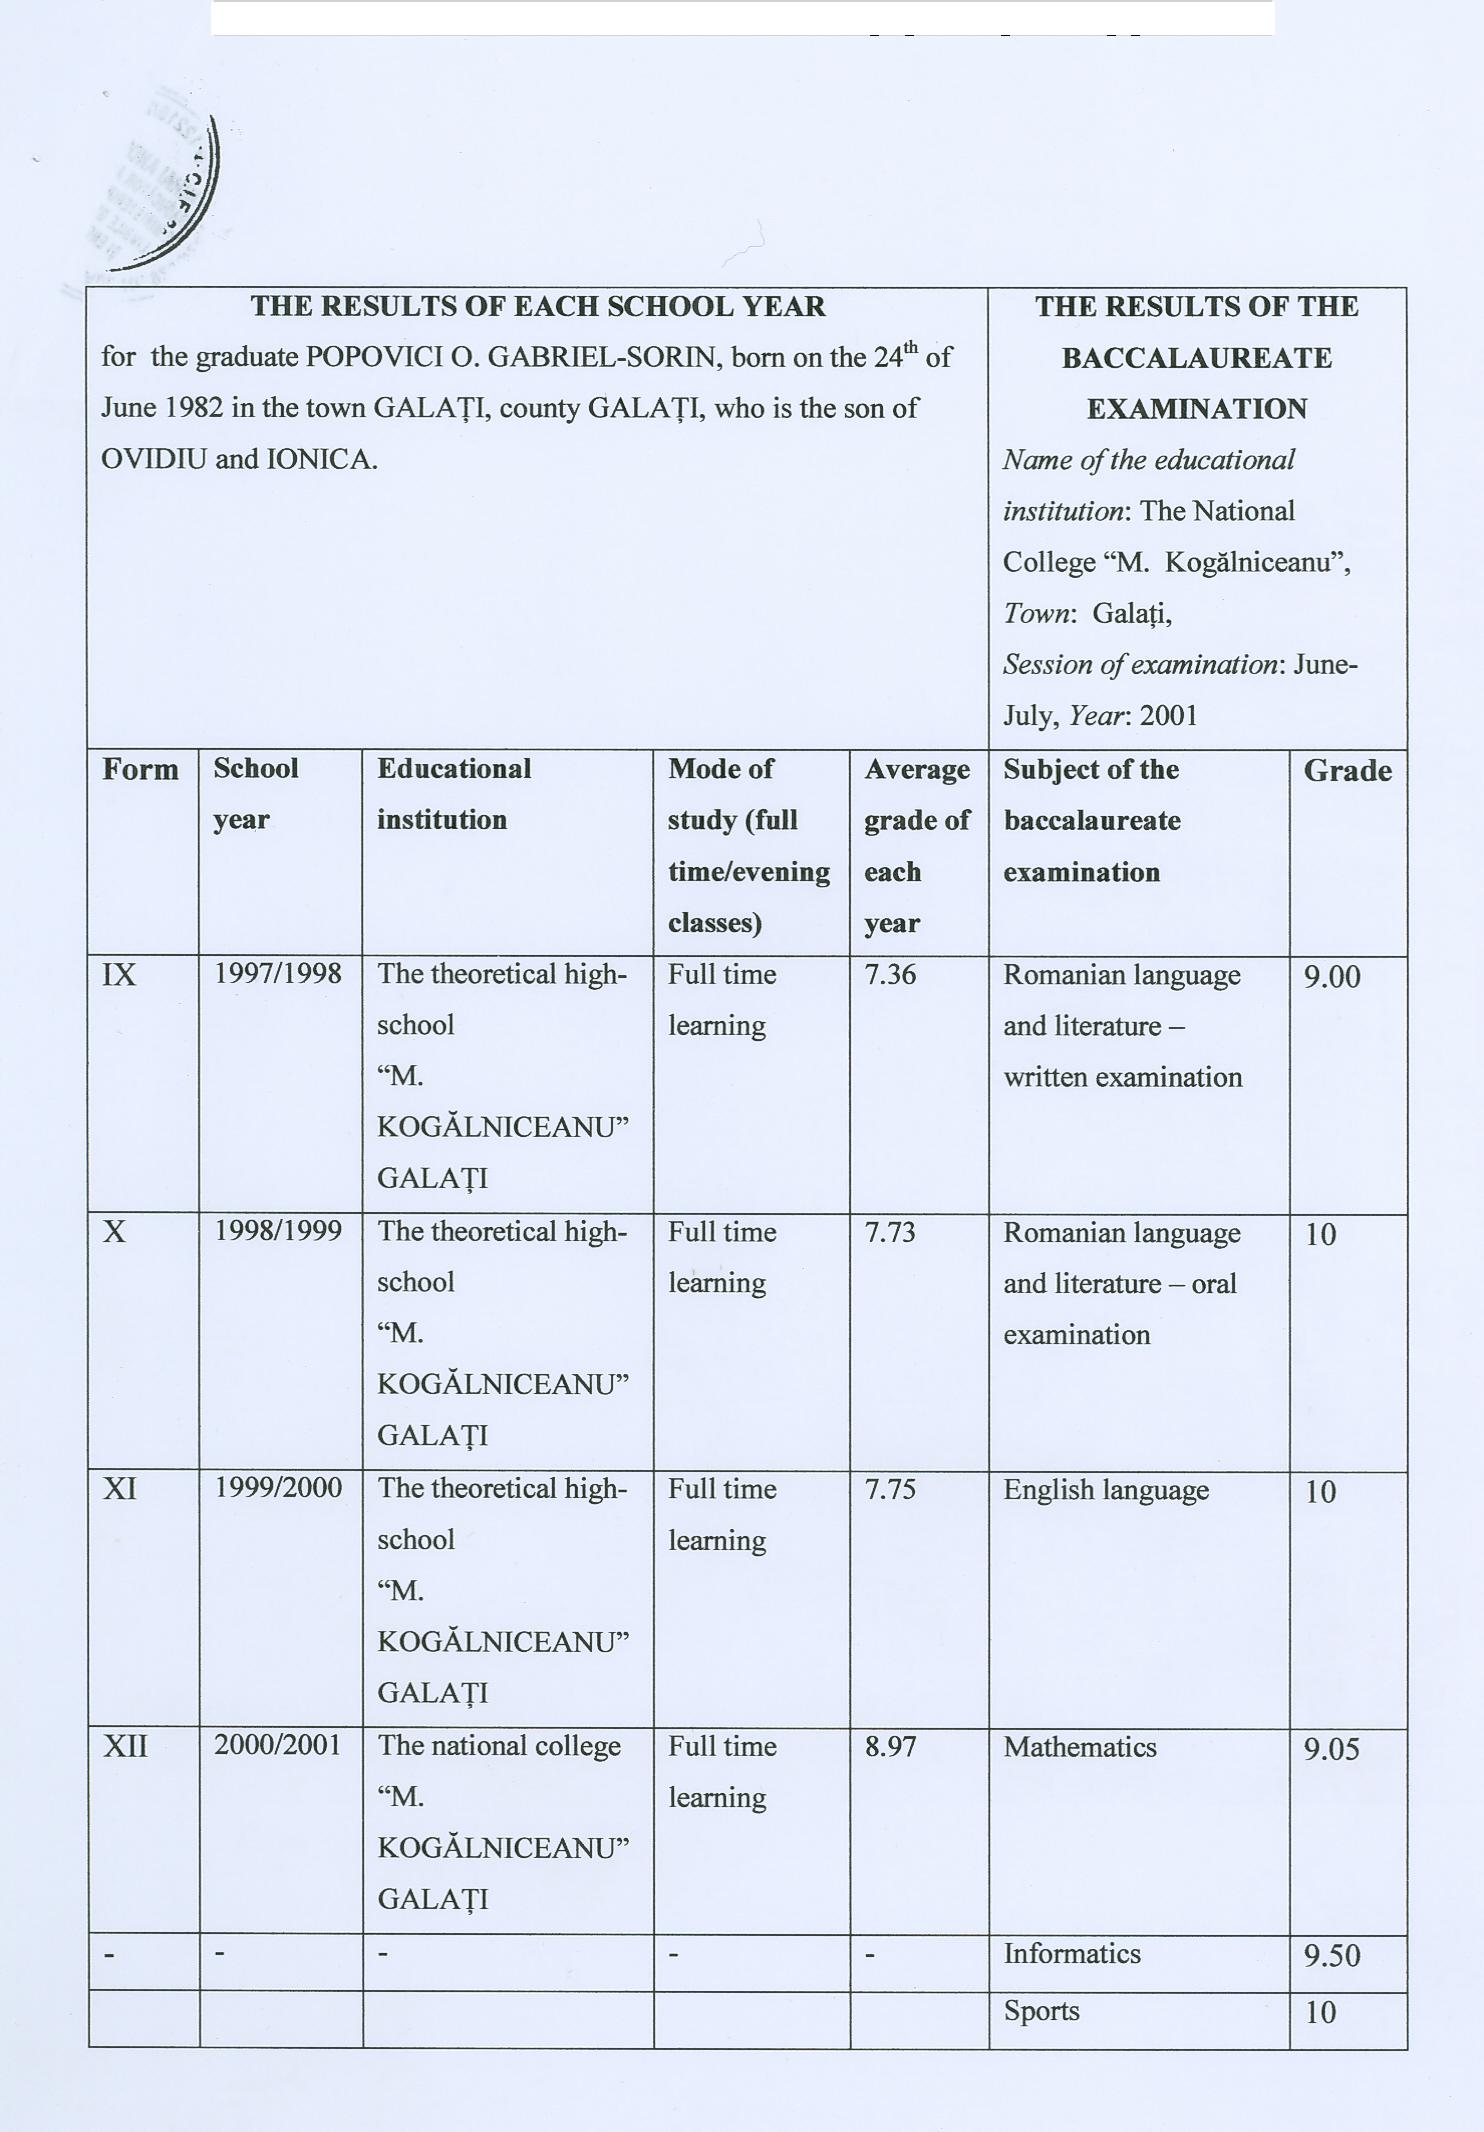 C.I.F.
THE RESULTS OF EACH SCHOOL YEAR
for the graduate POPOVICI O. GABRIEL-SORIN, born on the 24th of
June 1982 in the town GALAȚI, county GALAȚI, who is the son of
OVIDIU and IONICA.
THE RESULTS OF THE
BACCALAUREATE
EXAMINATION
Name of the educational
institution: The National
College “M. Kogălniceanu”,
Town: Galați,
Session of examination: June-
July, Year: 2001
Form
School
year
Educational
institution
Mode of
study (full
time/evening
classes)
Average
grade of
each
year
Subject of the
baccalaureate
examination
Grade
IX
1997/1998
The theoretical high-
school
“M.
KOGĂLNICEANU”
GALAȚI
Full time
learning
7.36
Romanian language
and literature –
written examination
9.00
X
1998/1999
The theoretical high-
school
“M.
KOGĂLNICEANU”
GALAȚI
Full time
learning
7.73
Romanian language
and literature – oral
examination
10
XI
1999/2000
The theoretical high-
school
“M.
KOGĂLNICEANU”
GALAȚI
Full time
learning
7.75
English language
10
XII
2000/2001
The national college
“M.
KOGĂLNICEANU”
GALAȚI
Full time
learning
8.97
Mathematics
9.05
- - - - -
Informatics
9.50
Sports
10